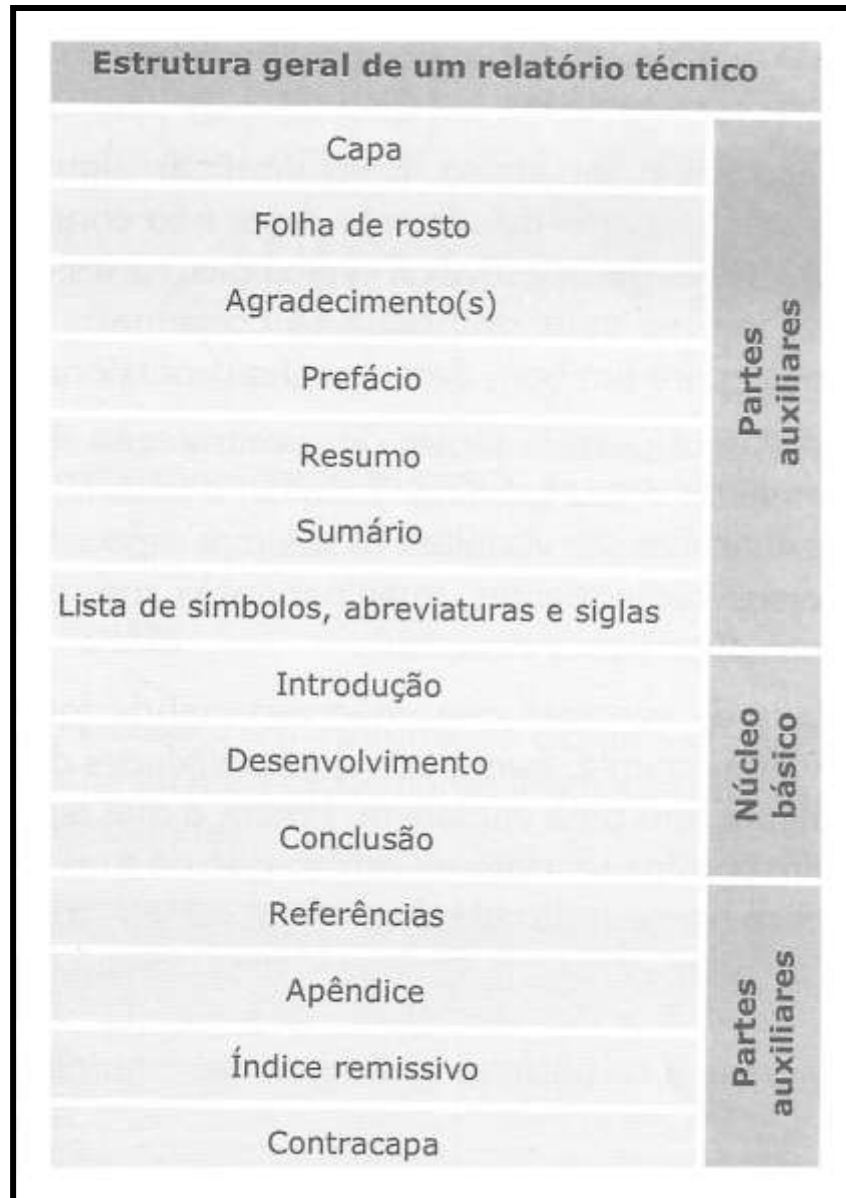 Estrutura geral de um relatório técnico
Capa
Folha de rosto
Agradecimento(s)
Prefácio
Resumo
Sumário
Lista de símbolos, abreviaturas e siglas
Partes
auxiliares
Introdução
Desenvolvimento
Conclusão
Núcleo
básico
Referências
Apêndice
Índice remissivo
Contracapa
Partes
auxiliares